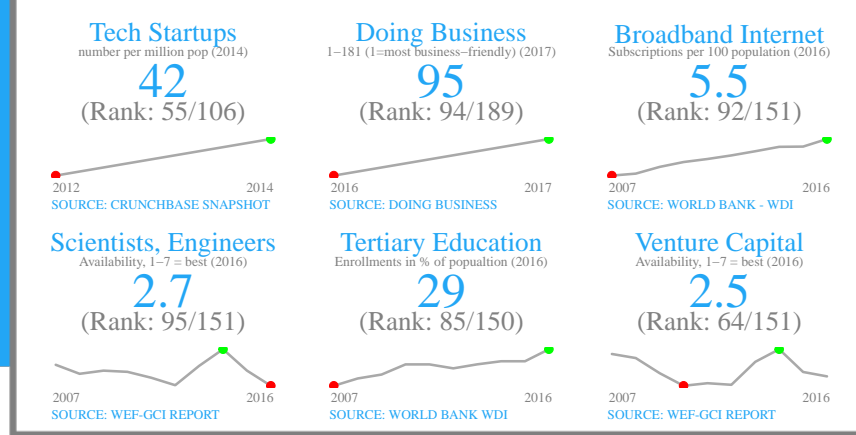 Tech Startups
number per million pop (2014)
42
(Rank: 55/106)
2012 2014
SOURCE: CRUNCHBASE SNAPSHOT
Doing Business
1−181 (1=most business−friendly) (2017)
95
(Rank: 94/189)
2016 2017
SOURCE: DOING BUSINESS
Broadband Internet
Subscriptions per 100 population (2016)
5.5
(Rank: 92/151)
2007 2016
SOURCE: WORLD BANK - WDI
Scientists, Engineers
Availability, 1−7 = best (2016)
2.7
(Rank: 95/151)
2007 2016
SOURCE: WEF-GCI REPORT
Tertiary Education
Enrollments in % of popualtion (2016)
29
(Rank: 85/150)
2007 2016
SOURCE: WORLD BANK WDI
Venture Capital
Availability, 1−7 = best (2016)
2.5
(Rank: 64/151)
2007 2016
SOURCE: WEF-GCI REPORT